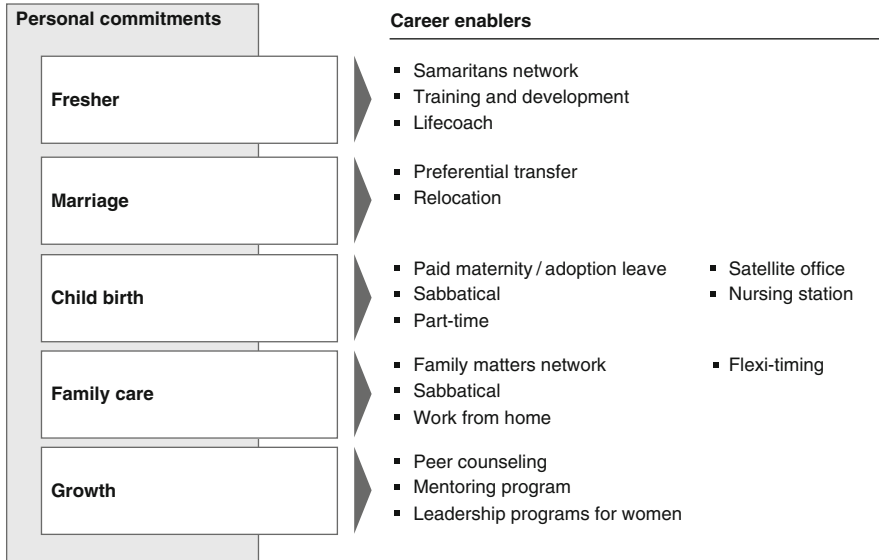 Personal commitments
Career enablers
Fresher
▪ Samaritans network
▪ Training and development
▪ Lifecoach
Marriage
▪ Preferential transfer
▪ Relocation
Child birth
▪ Paid maternity / adoption leave
▪ Sabbatical
▪ Part-time
▪ Satellite office
▪ Nursing station
Family care
▪ Family matters network
▪ Sabbatical
▪ Work from home
▪ Flexi-timing
Growth
▪ Peer counseling
▪ Mentoring program
▪ Leadership programs for women